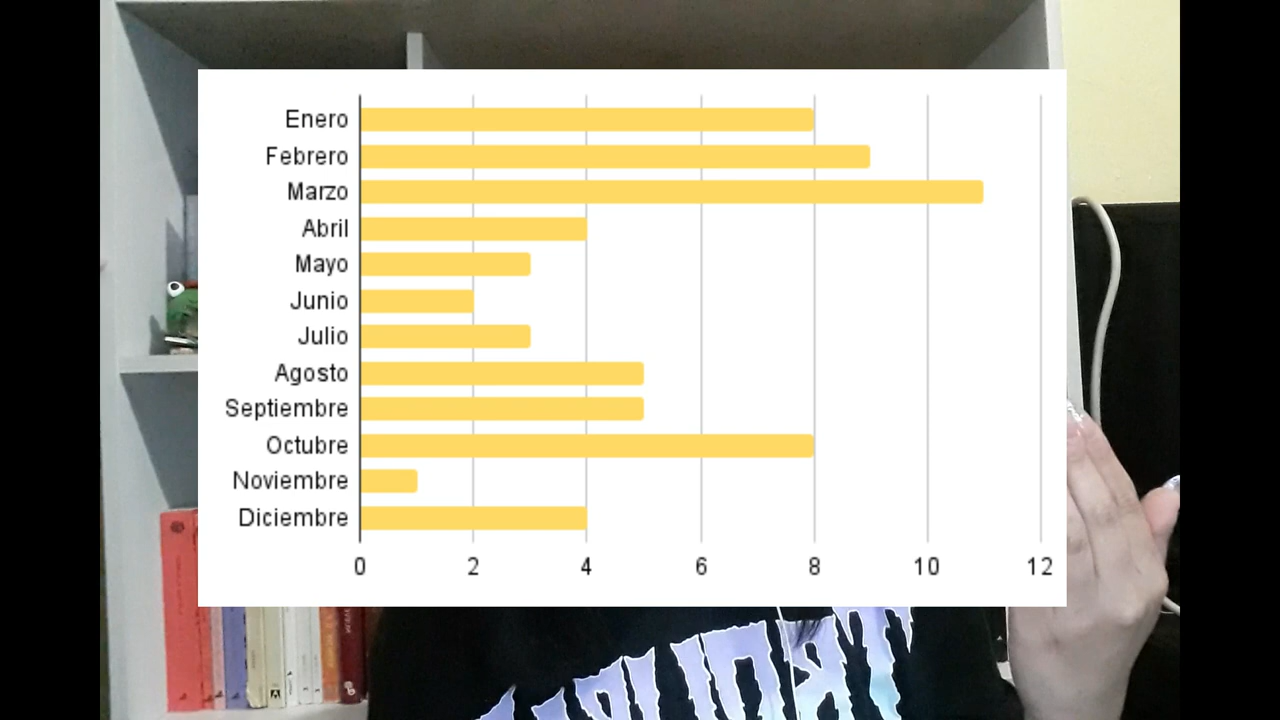 Enero
Febrero
Marzo
Abril
Mayo
Junio
Julio
Agosto
Septiembre
Octubre
Noviembre
Diciembre
0 2 4 6 8 10 12